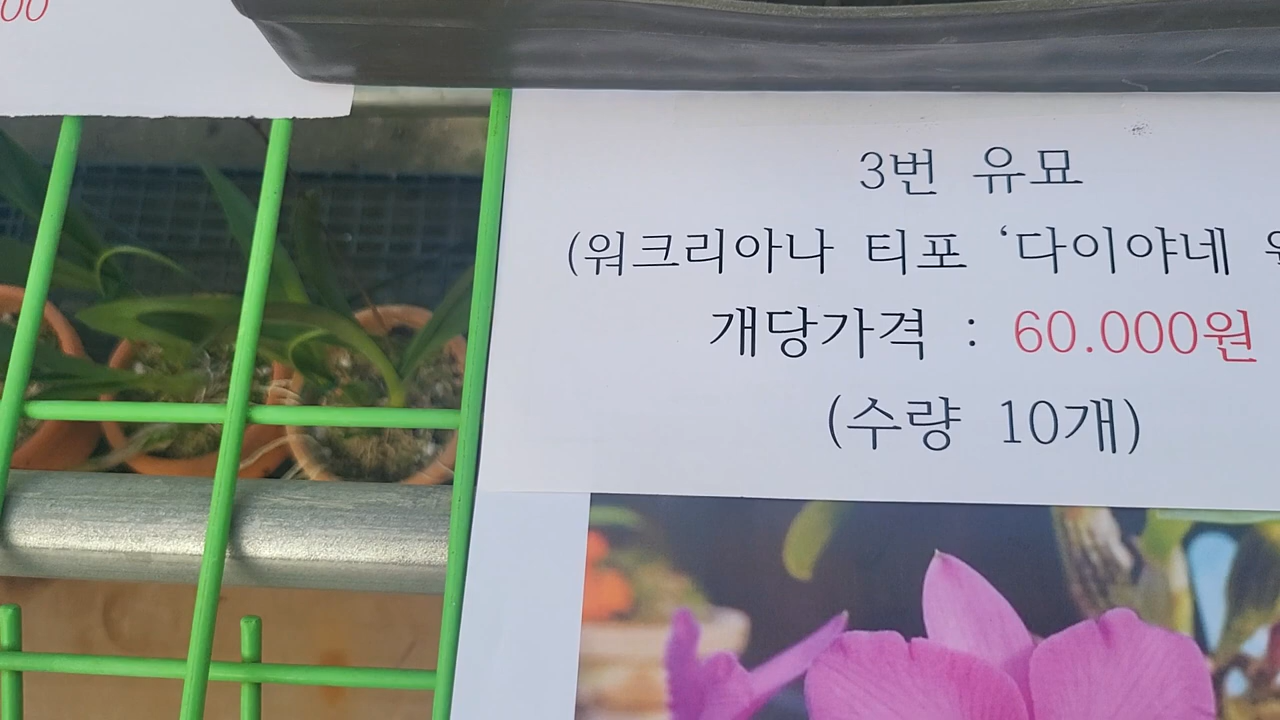 00
3번 유묘
(워크리아나 티포 ‘다이야네
개당가격 : 60.000원
(수량 10개)